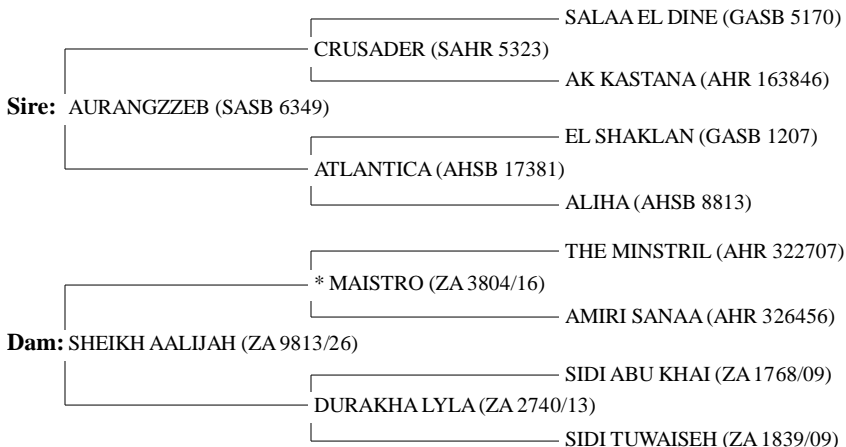 SALAA EL DINE (GASB 5170)
CRUSADER (SAHR 5323)
AK KASTANA (AHR 163846)
Sire: AURANGZZEB (SASB 6349)
EL SHAKLAN (GASB 1207)
ATLANTICA (AHSB 17381)
ALIHA (AHSB 8813)
THE MINSTRIL (AHR 322707)
* MAISTRO (ZA 3804/16)
AMIRI SANAA (AHR 326456)
Dam: SHEIKH AALIJAH (ZA 9813/26)
SIDI ABU KHAI (ZA 1768/09)
DURAKHA LYLA (ZA 2740/13)
SIDI TUWAISEH (ZA 1839/09)